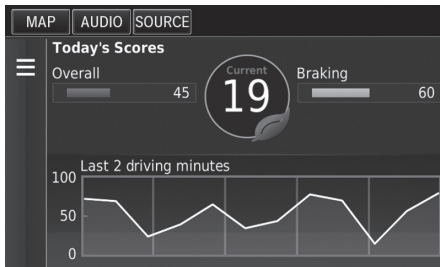 MAP AUDIO SOURCE
Today's Scores
Overall
45
Current
19
Braking
60
Last 2 driving minutes
100
50
0